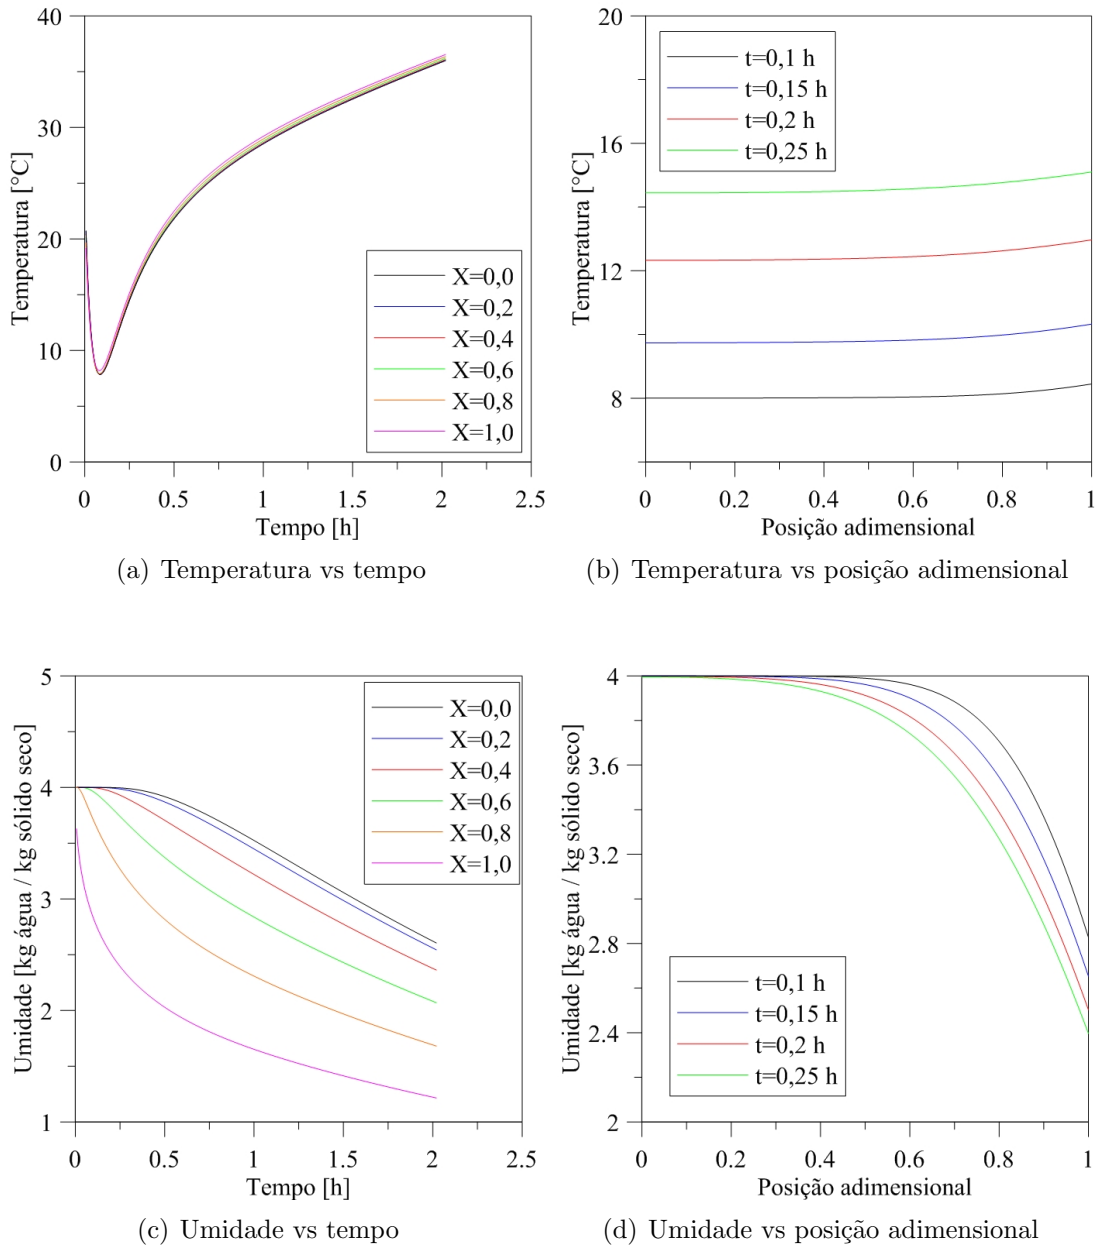 Temperatura [°C]
40
30
20
10
0
X=0,0
X=0,2
X=0,4
X=0,6
X=0,8
X=1,0
0 0.5 1 1.5 2 2.5
Tempo [h]
(a) Temperatura vs tempo
Temperatura [°C]
20
16
12
8
t=0,1 h
t=0,15 h
t=0,2 h
t=0,25 h
0 0.2 0.4 0.6 0.8 1
Posição adimensional
(b) Temperatura vs posição adimensional
Umidade [kg água / kg sólido seco]
5
4
3
2
1
X=0,0
X=0,2
X=0,4
X=0,6
X=0,8
X=1,0
0 0.5 1 1.5 2 2.5
Tempo [h]
(c) Umidade vs tempo
Umidade [kg água / kg sólido seco]
4
3.6
3.2
2.8
2.4
2
t=0,1 h
t=0,15 h
t=0,2 h
t=0,25 h
0 0.2 0.4 0.6 0.8 1
Posição adimensional
(d) Umidade vs posição adimensional